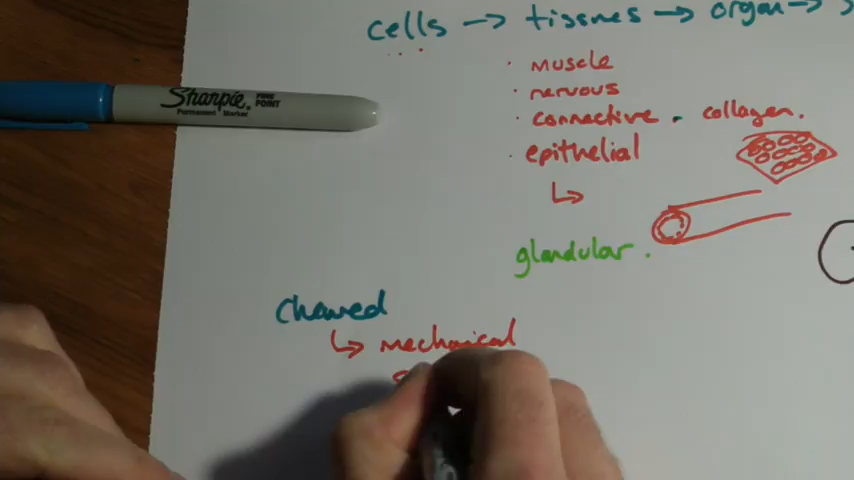 cells → tissues → organ →
· muscle
· nervous
· connective · collagen.
· epithelial
glandular.
chewed
↳ mechanical
Sharpie FINE POINT
Permanent Marker